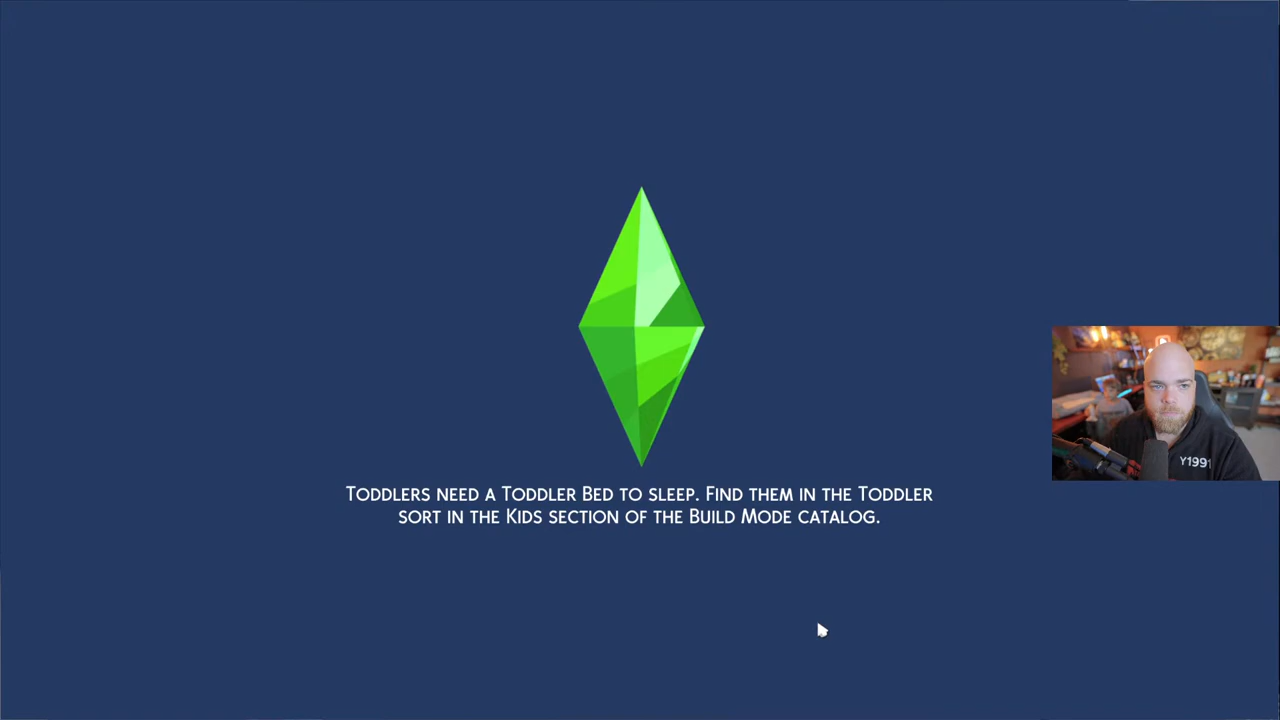 Toddlers need a Toddler Bed to sleep. Find them in the Toddler
sort in the Kids section of the Build Mode catalog.
Y1991